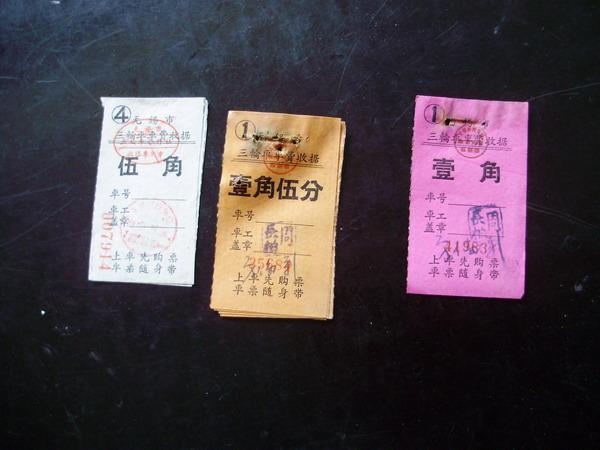 ④
无锡市
三轮车车费收据
伍角
车号
车工
盖章
007914
上车先购票
车票随身带
①
三轮车车费收据
壹角伍分
车号
车工
盖章
上车先购票
车票随身带
①
三轮车车费收据
壹角
车号
车工
盖章
11983
上车先购票
车票随身带